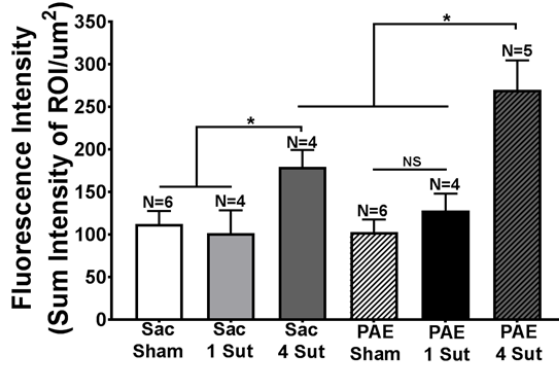 Fluorescence Intensity
(Sum Intensity of ROI/um²)
350
300
250
200
150
100
50
0
*
*
NS
N=6
N=4
N=4
N=6
N=4
N=5
Sac
Sham
Sac
1 Sut
Sac
4 Sut
PAE
Sham
PAE
1 Sut
PAE
4 Sut